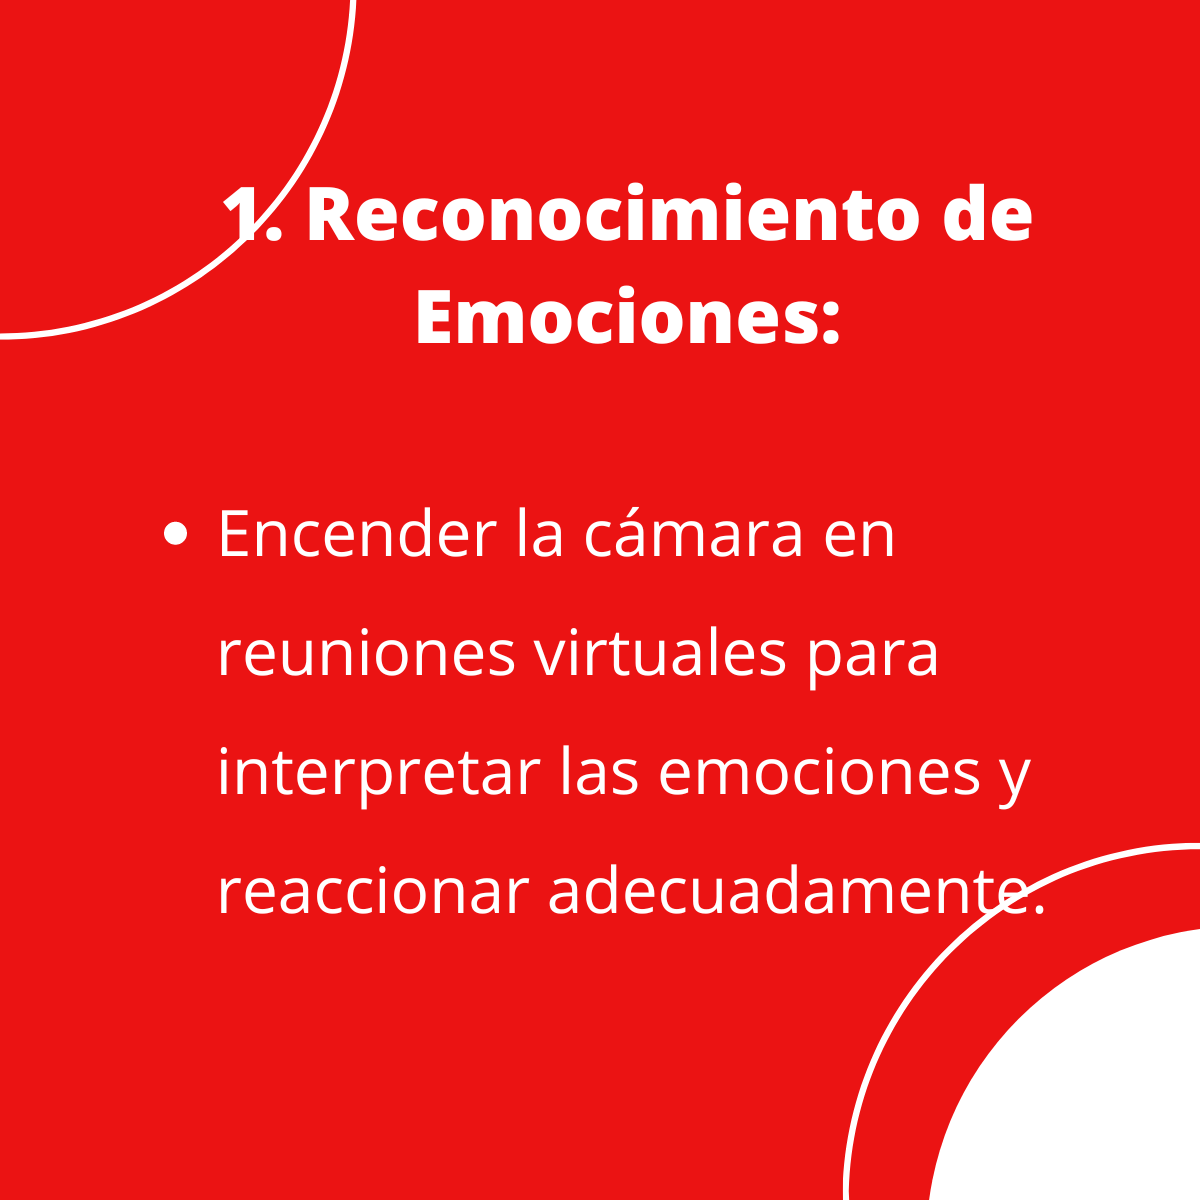 1. Reconocimiento de
Emociones:
• Encender la cámara en
reuniones virtuales para
interpretar las emociones y
reaccionar adecuadamente.